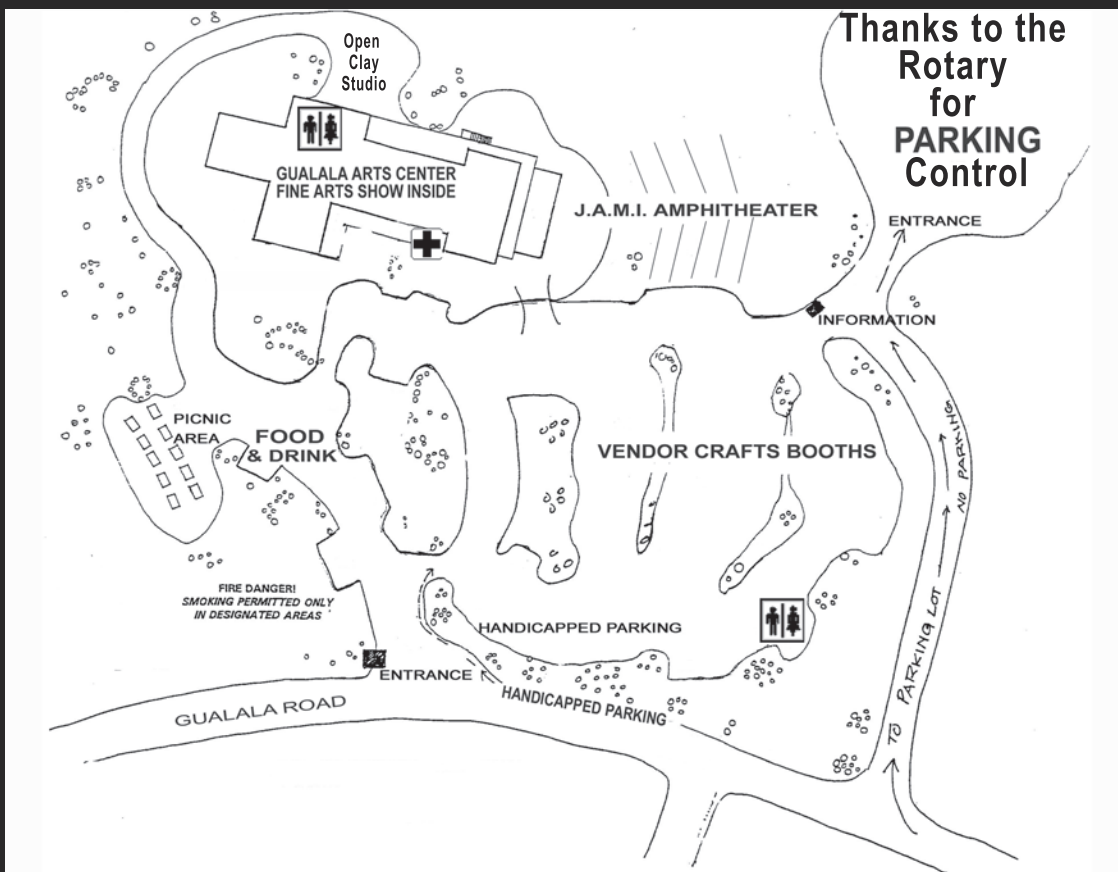 Thanks to the
Rotary
for
PARKING
Control
Open
Clay
Studio
GUALALA ARTS CENTER
FINE ARTS SHOW INSIDE
J.A.M.I. AMPHITHEATER
ENTRANCE
INFORMATION
PICNIC
AREA
FOOD
& DRINK
VENDOR CRAFTS BOOTHS
NO PARKING
FIRE DANGER!
SMOKING PERMITTED ONLY
IN DESIGNATED AREAS
HANDICAPPED PARKING
ENTRANCE
HANDICAPPED PARKING
GUALALA ROAD
TO PARKING LOT